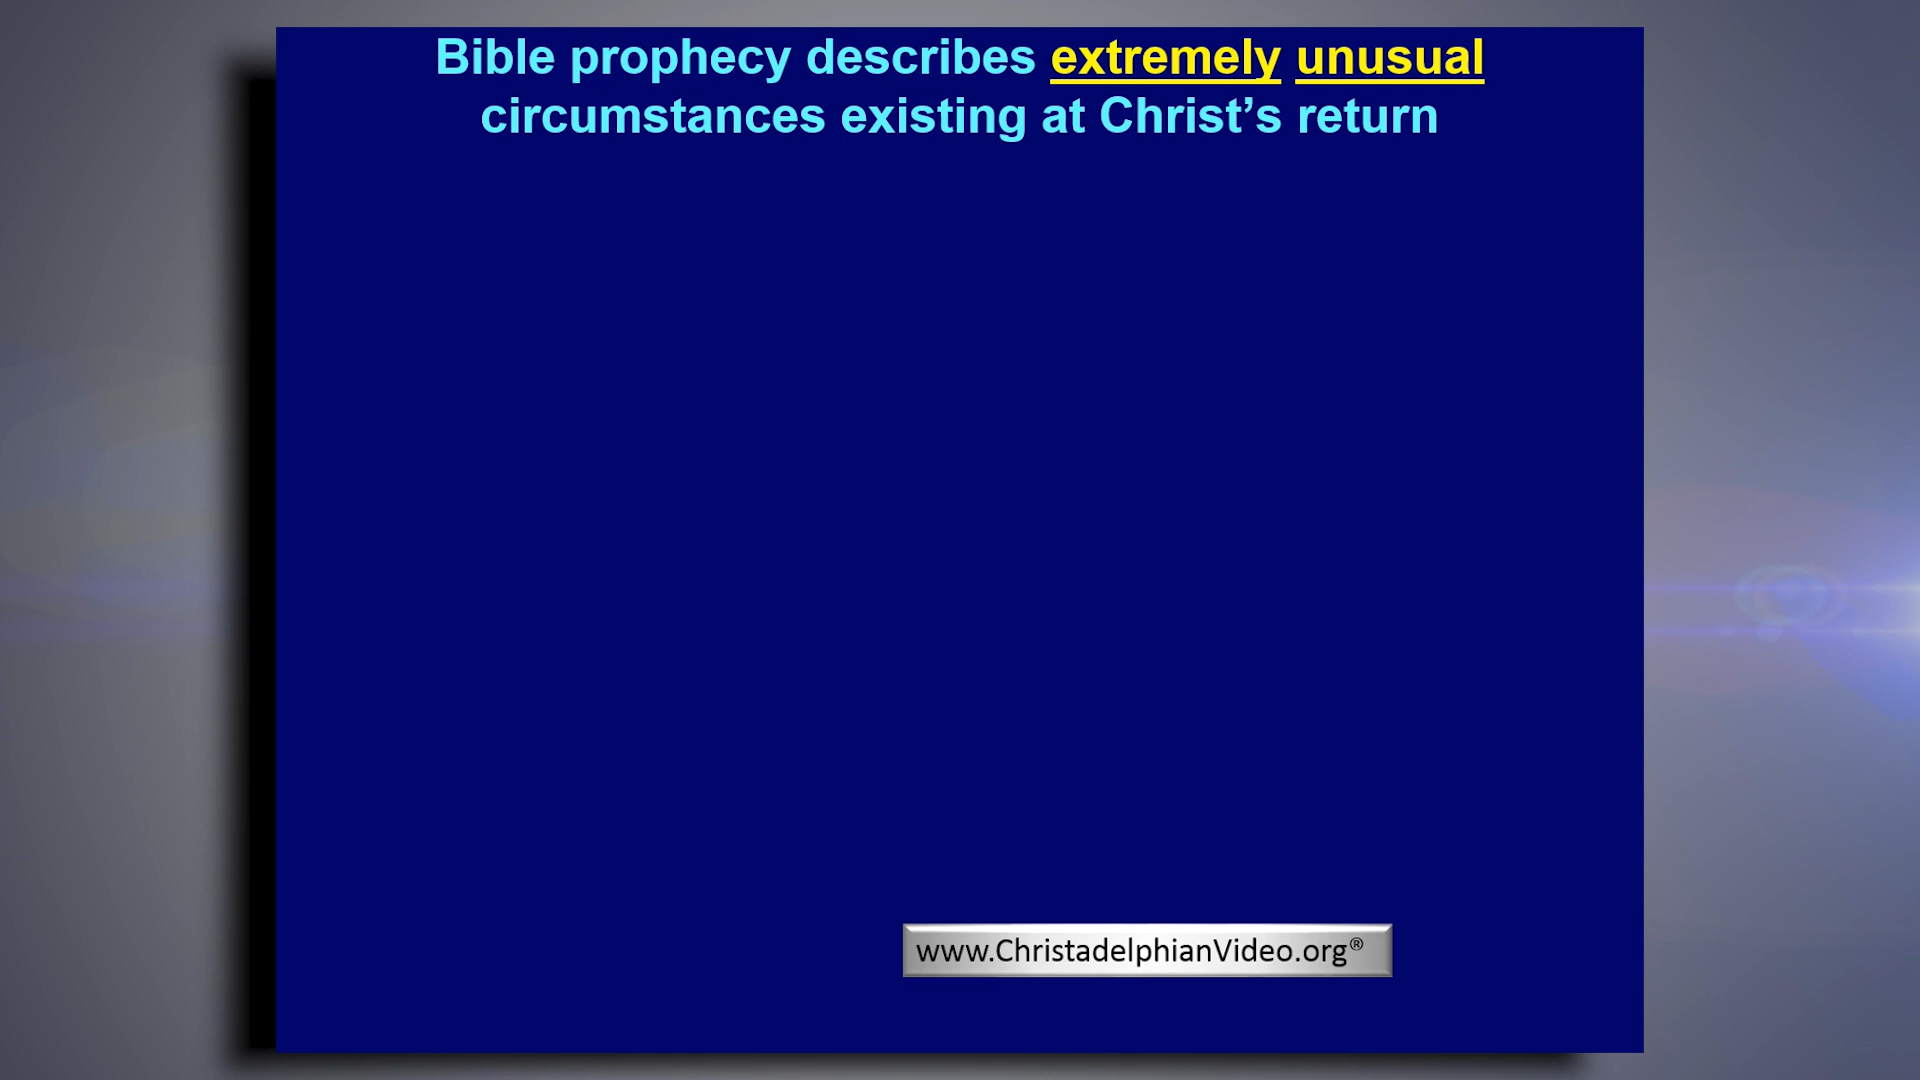 Bible prophecy describes extremely unusual
circumstances existing at Christ’s return
www.ChristadelphianVideo.org®